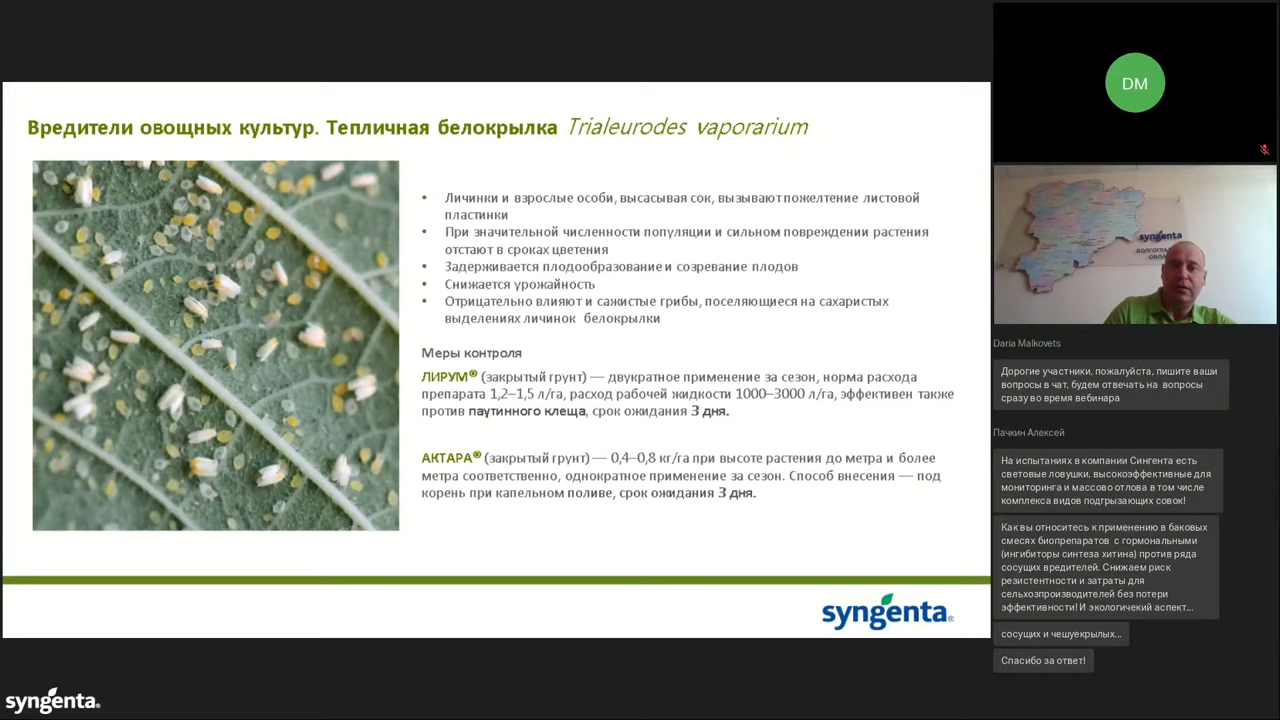 Вредители овощных культур. Тепличная белокрылка Trialeurodes vaporarium
• Личинки и взрослые особи, высасывая сок, вызывают пожелтение листовой
пластинки
• При значительной численности популяции и сильном повреждении растения
отстают в сроках цветения
• Задерживается плодообразование и созревание плодов
• Снижается урожайность
• Отрицательно влияют и сажистые грибы, поселяющиеся на сахаристых
выделениях личинок белокрылки
Меры контроля
ЛИРУМ® (закрытый грунт) — двукратное применение за сезон, норма расхода
препарата 1,2–1,5 л/га, расход рабочей жидкости 1000–3000 л/га, эффективен также
против паутинного клеща, срок ожидания 3 дня.
АКТАРА® (закрытый грунт) — 0,4–0,8 кг/га при высоте растения до метра и более
метра соответственно, однократное применение за сезон. Способ внесения — под
корень при капельном поливе, срок ожидания 3 дня.
syngenta®
syngenta®
DM
syngenta
ВОЛГОГРАД
ОБЛ
Daria Malkovets
Дорогие участники, пожалуйста, пишите ваши
вопросы в чат, будем отвечать на вопросы
сразу во время вебинара
Пачкин Алексей
На испытаниях в компании Сингента есть
световые ловушки, высокоэффективные для
мониторинга и массового отлова в том числе
комплекса видов подгрызающих совок!
Как вы относитесь к применению в баковых
смесях биопрепаратов с гормональными
(ингибиторы синтеза хитина) против ряда
сосущих вредителей. Снижаем риск
резистентности и затраты для
сельхозпроизводителей без потери
эффективности! И экологичекий аспект...
сосущих и чешуекрылых...
Спасибо за ответ!